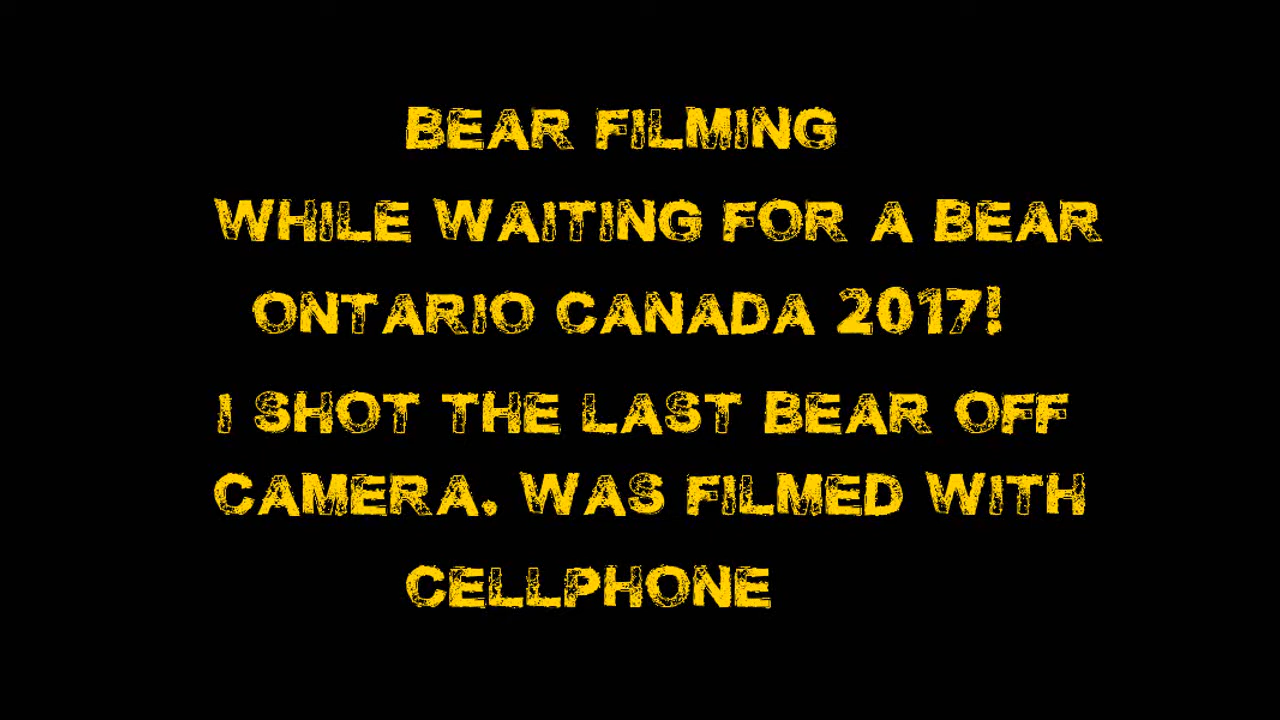 BEAR FILMING
WHILE WAITING FOR A BEAR
ONTARIO CANADA 2017!
I SHOT THE LAST BEAR OFF
CAMERA. WAS FILMED WITH
CELLPHONE